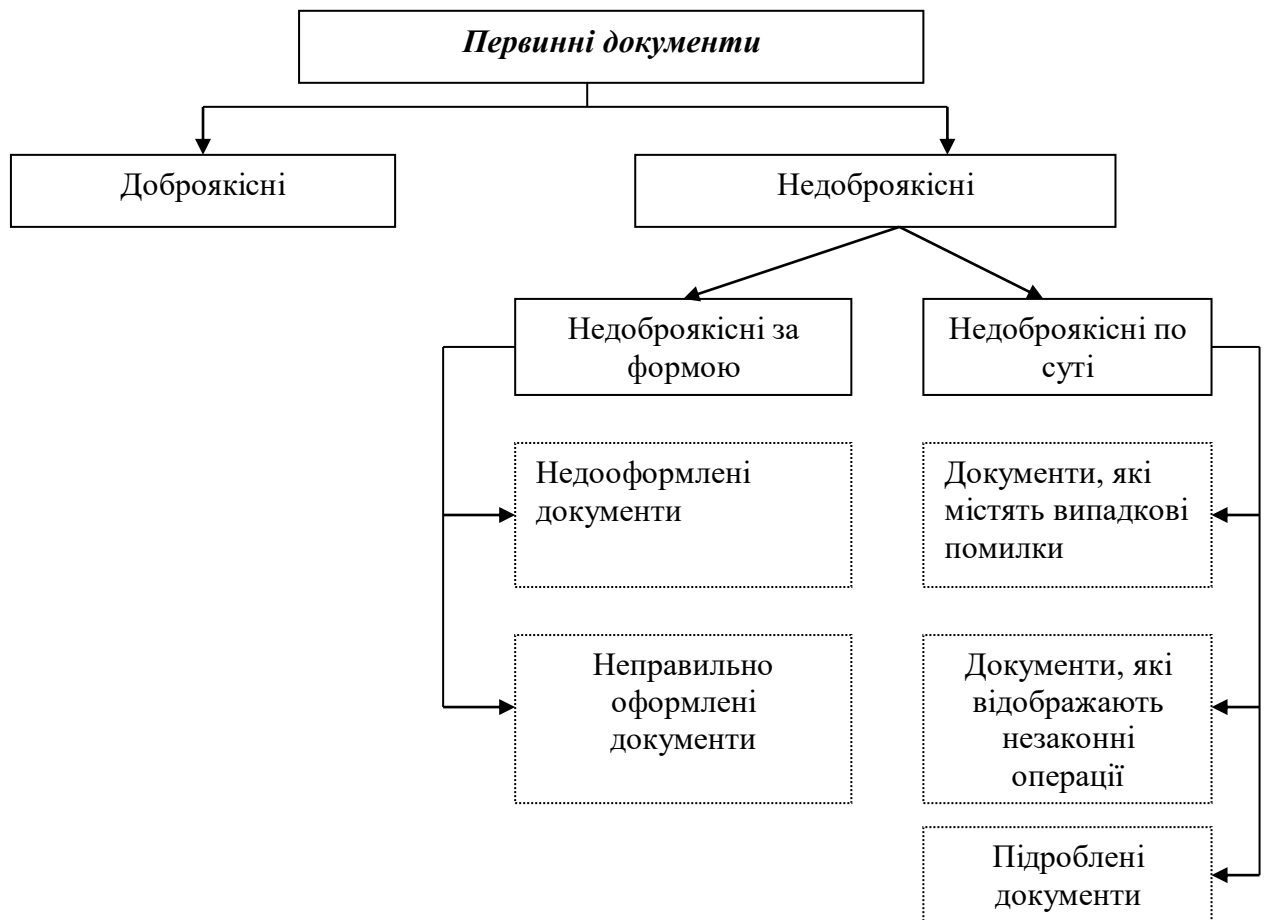 Первинні документи
Доброякісні
Недоброякісні
Недоброякісні за
формою
Недоброякісні по
суті
Недооформлені
документи
Документи, які
містять випадкові
помилки
Неправильно
оформлені
документи
Документи, які
відображають
незаконні
операції
Підроблені
документи